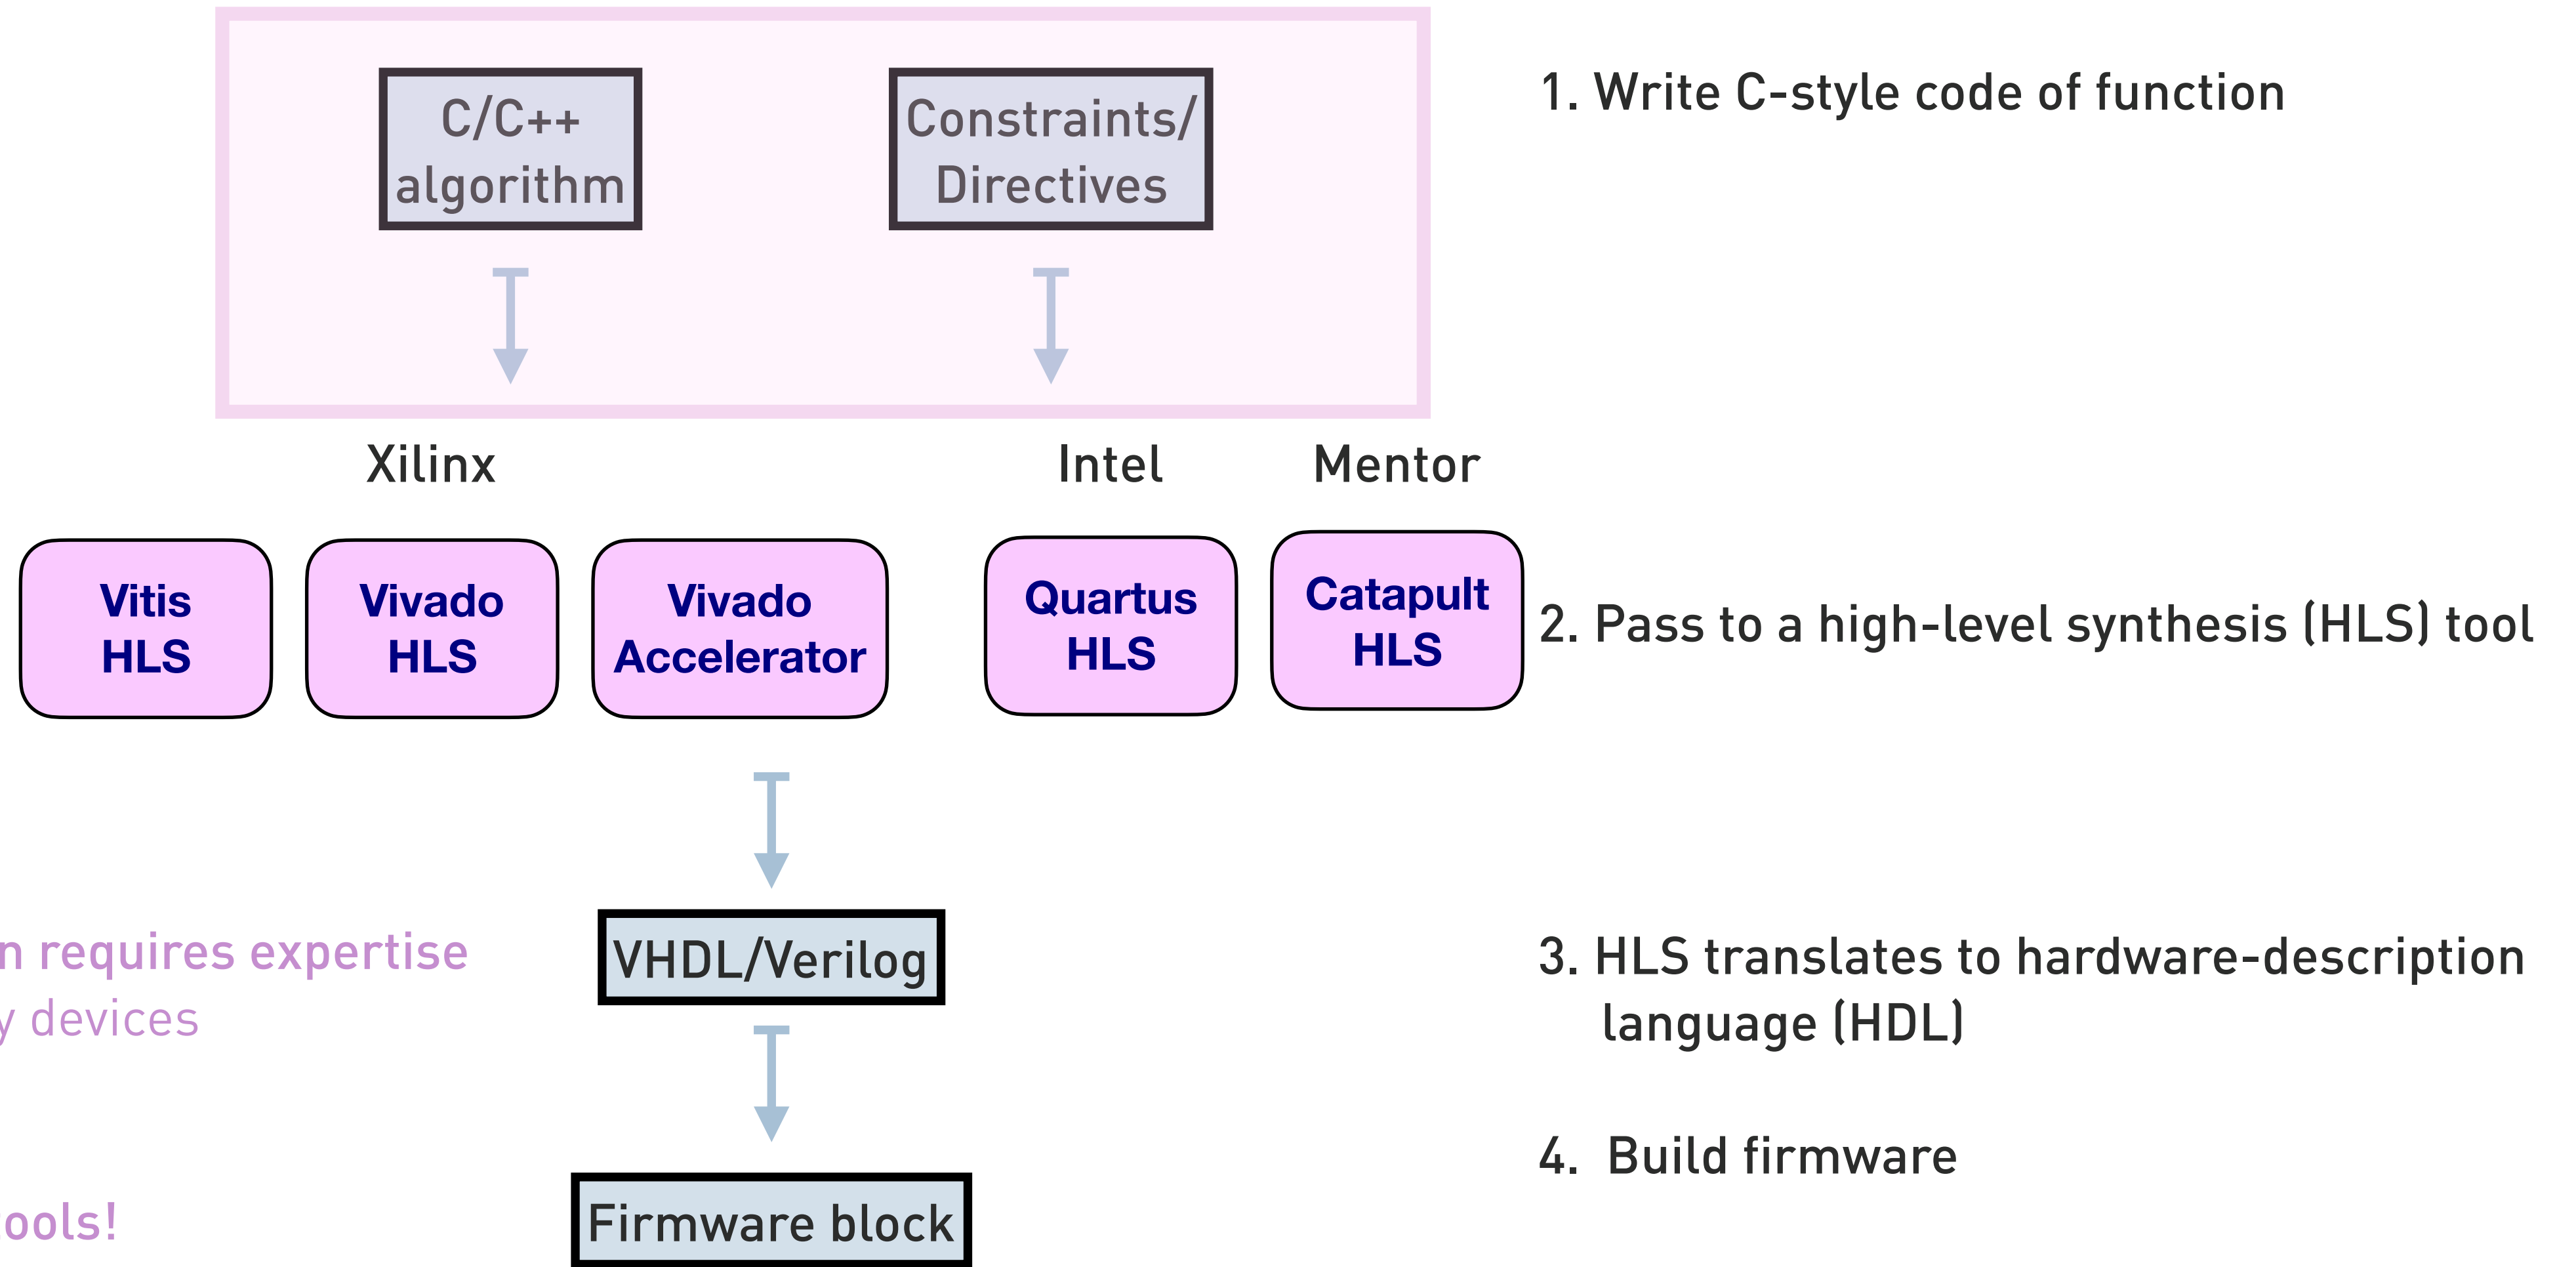 C/C++
algorithm
Constraints/
Directives
1. Write C-style code of function
Xilinx
Intel
Mentor
Vitis
HLS
Vivado
HLS
Vivado
Accelerator
Quartus
HLS
Catapult
HLS
2. Pass to a high-level synthesis (HLS) tool
requires expertise
devices
VHDL/Verilog
3. HLS translates to hardware-description
language (HDL)
4. Build firmware
Firmware block